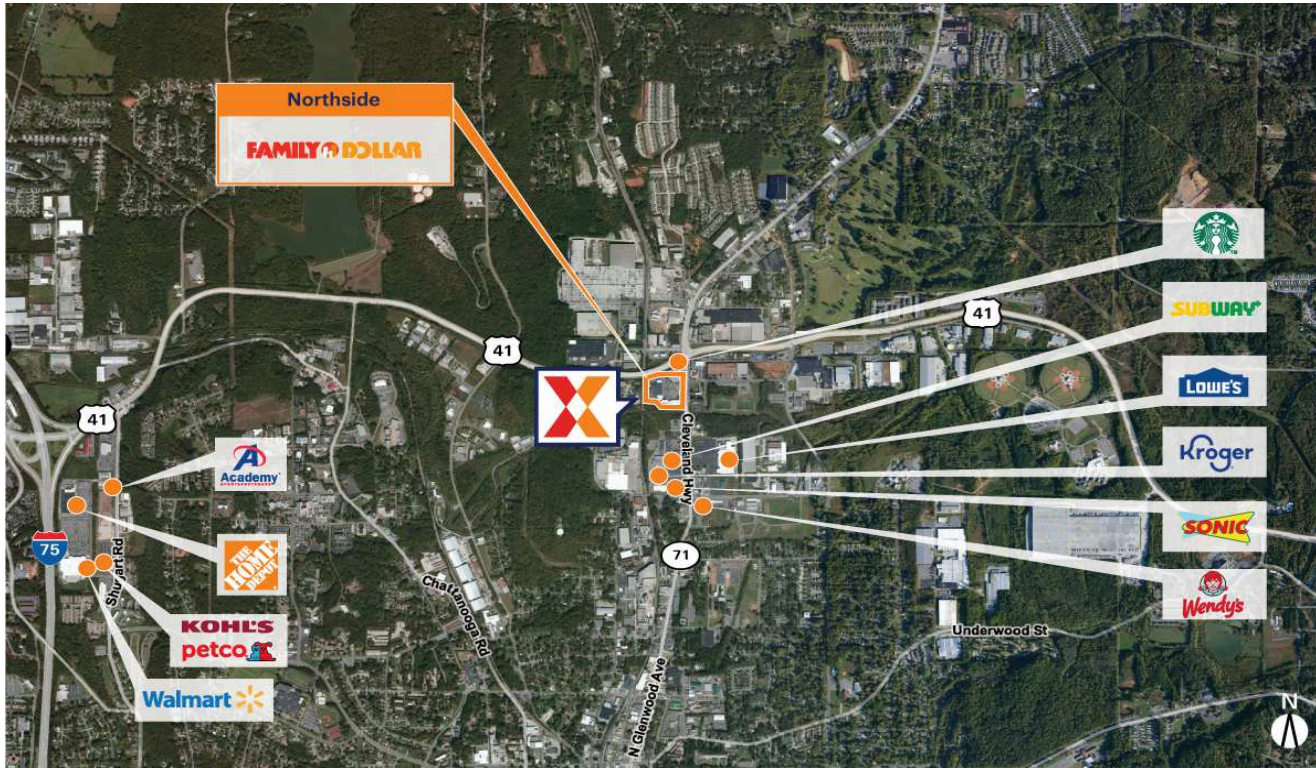 Northside
FAMILY DOLLAR
SUBWAY
41
41
LOWE'S
41
Cleveland Hwy
Kroger
Academy
75
THE
HOME
DEPOT
SONIC
71
Shugart Rd
Chattanooga Rd
Wendy's
KOHL'S
petco
Underwood St
Walmart
N Glenwood Ave
N